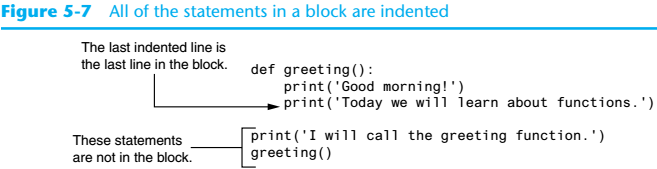 Figure 5-7 All of the statements in a block are indented
The last indented line is
the last line in the block.
def greeting():
    print('Good morning!')
    print('Today we will learn about functions.')
These statements
are not in the block.
print('I will call the greeting function.')
greeting()